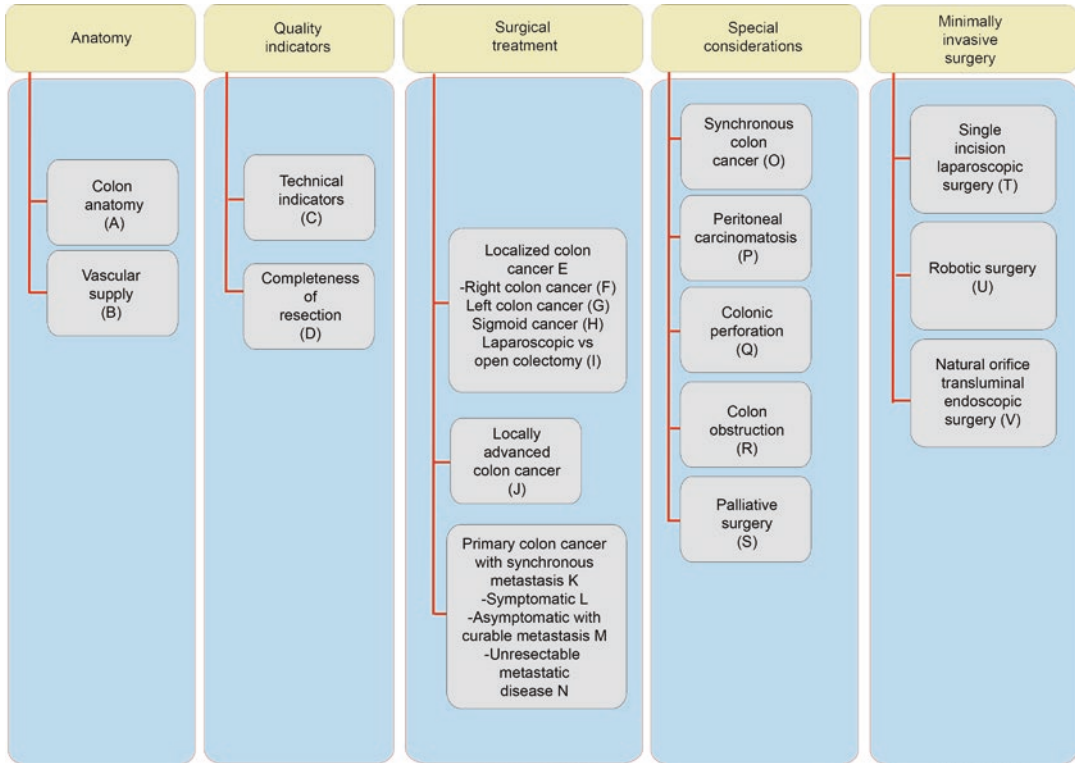 Anatomy
Quality
indicators
Surgical
treatment
Special
considerations
Minimally
invasive
surgery
Colon
anatomy
(A)
Vascular
supply
(B)
Technical
indicators
(C)
Completeness of
resection
(D)
Localized colon
cancer E
-Right colon cancer (F)
Left colon cancer (G)
Sigmoid cancer (H)
Laparoscopic vs
open colectomy (I)
Locally
advanced
colon cancer
(J)
Primary colon cancer
with synchronous
metastasis K
-Symptomatic L
-Asymptomatic with
curable metastasis M
-Unresectable
metastatic
disease N
Synchronous
colon
cancer (O)
Peritoneal
carcinomatosis
(P)
Colonic
perforation
(Q)
Colon
obstruction
(R)
Palliative
surgery
(S)
Single
incision
laparoscopic
surgery (T)
Robotic surgery
(U)
Natural orifice
transluminal
endoscopic
surgery (V)